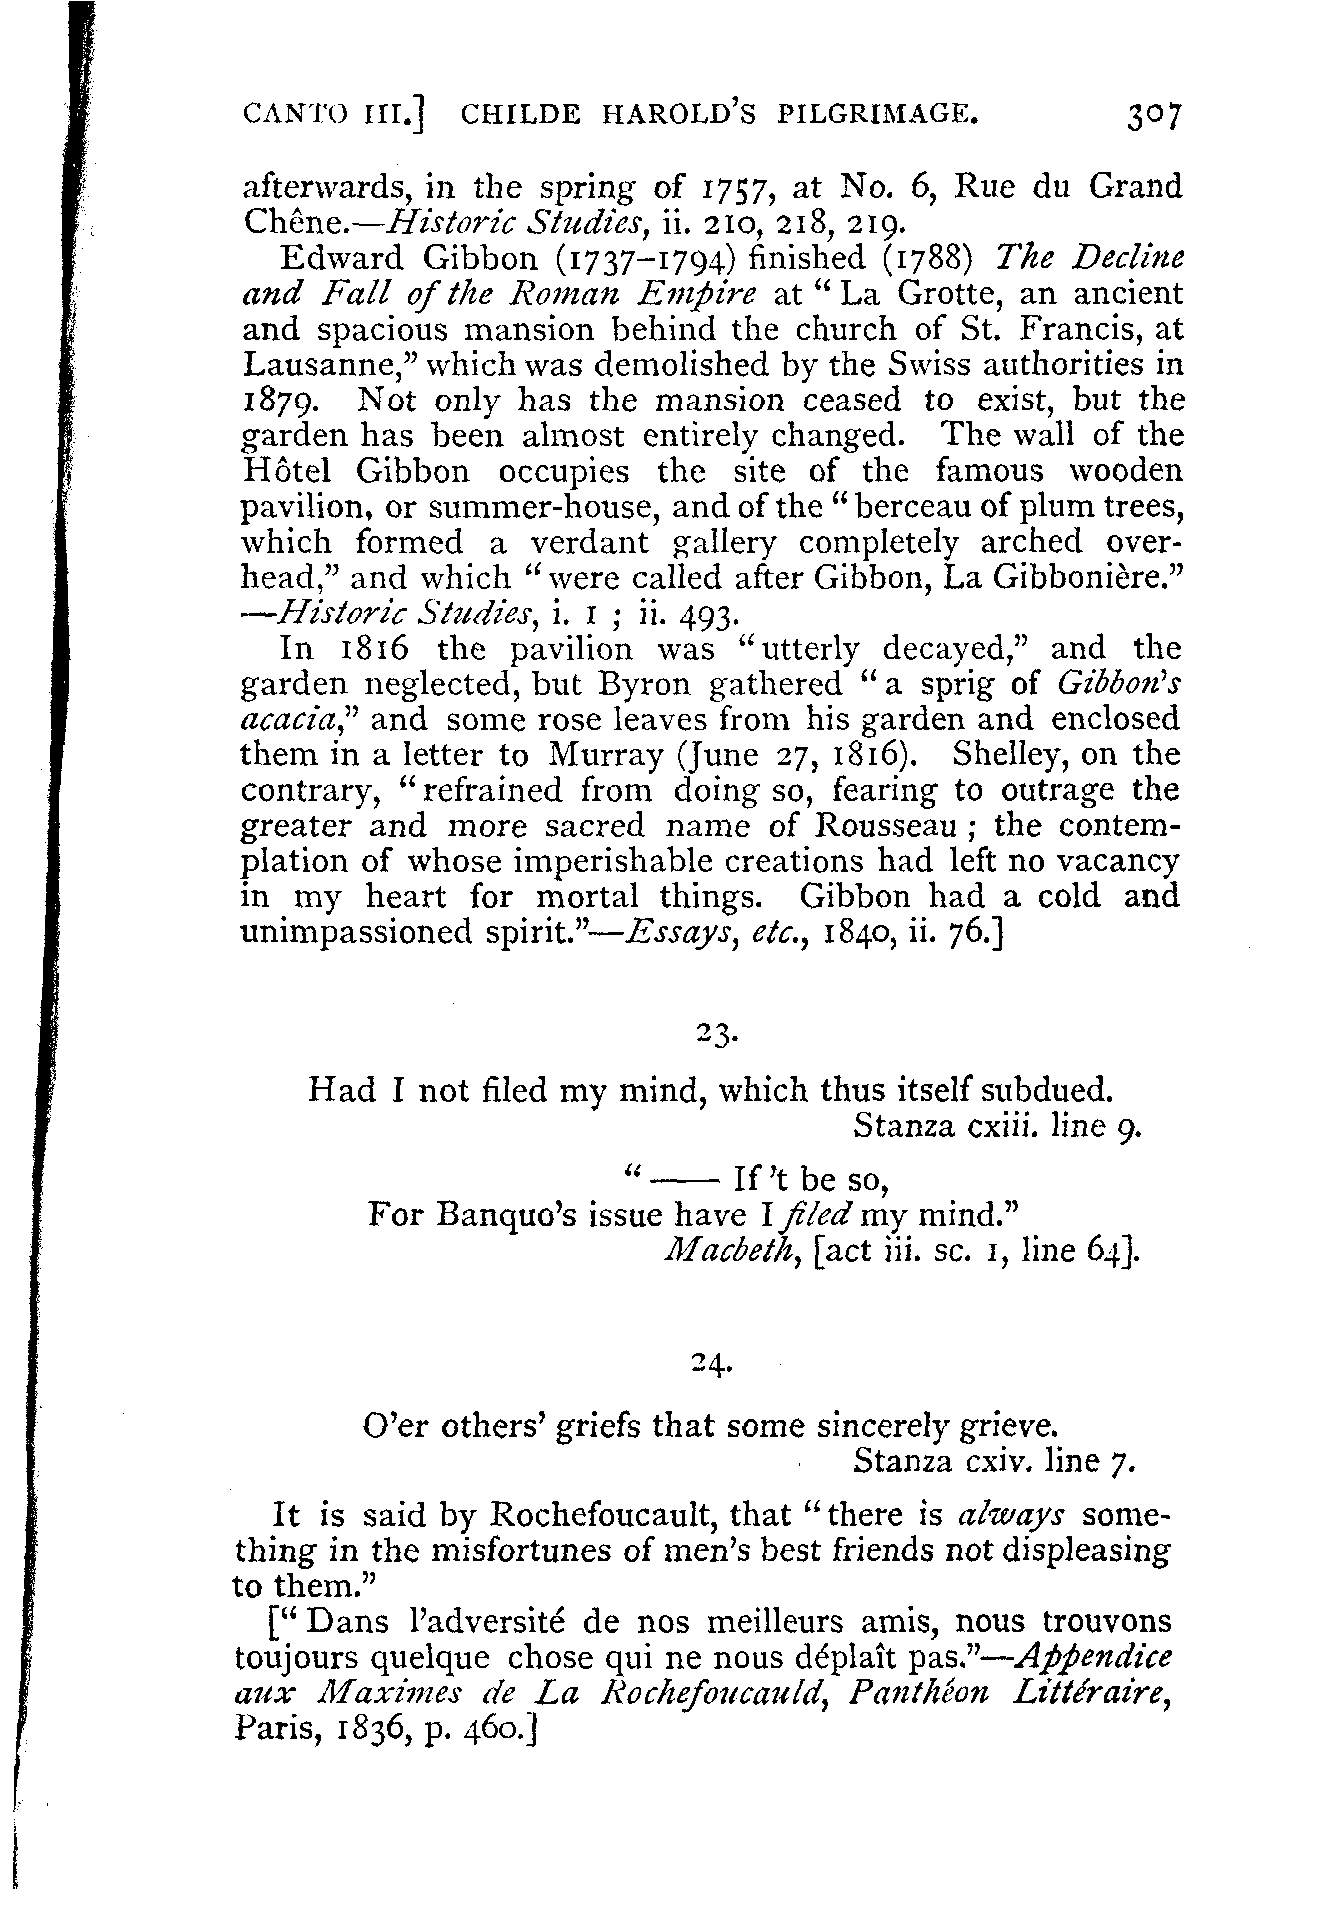 CANTO III.] CHILDE HAROLD'S PILGRIMAGE. 307
afterwards, in the spring of 1757, at No. 6, Rue du Grand
Chêne.—Historic Studies, ii. 210, 218, 219.
Edward Gibbon (1737–1794) finished (1788) The Decline
and Fall of the Roman Empire at "La Grotte, an ancient
and spacious mansion behind the church of St. Francis, at
Lausanne," which was demolished by the Swiss authorities in
1879. Not only has the mansion ceased to exist, but the
garden has been almost entirely changed. The wall of the
Hôtel Gibbon occupies the site of the famous wooden
pavilion, or summer-house, and of the "berceau of plum trees,
which formed a verdant gallery completely arched over-
head," and which "were called after Gibbon, La Gibbonière."
—Historic Studies, i. 1 ; ii. 493.
In 1816 the pavilion was "utterly decayed," and the
garden neglected, but Byron gathered "a sprig of Gibbon's
acacia," and some rose leaves from his garden and enclosed
them in a letter to Murray (June 27, 1816). Shelley, on the
contrary, "refrained from doing so, fearing to outrage the
greater and more sacred name of Rousseau ; the contem-
plation of whose imperishable creations had left no vacancy
in my heart for mortal things. Gibbon had a cold and
unimpassioned spirit."—Essays, etc., 1840, ii. 76.]
23.
Had I not filed my mind, which thus itself subdued.
Stanza cxiii. line 9.
"—— If 't be so,
For Banquo's issue have I filed my mind."
Macbeth, [act iii. sc. 1, line 64].
24.
O'er others' griefs that some sincerely grieve.
Stanza cxiv. line 7.
It is said by Rochefoucault, that "there is always some-
thing in the misfortunes of men's best friends not displeasing
to them."
["Dans l'adversité de nos meilleurs amis, nous trouvons
toujours quelque chose qui ne nous déplaît pas."—Appendice
aux Maximes de La Rochefoucauld, Panthéon Littéraire,
Paris, 1836, p. 460.]